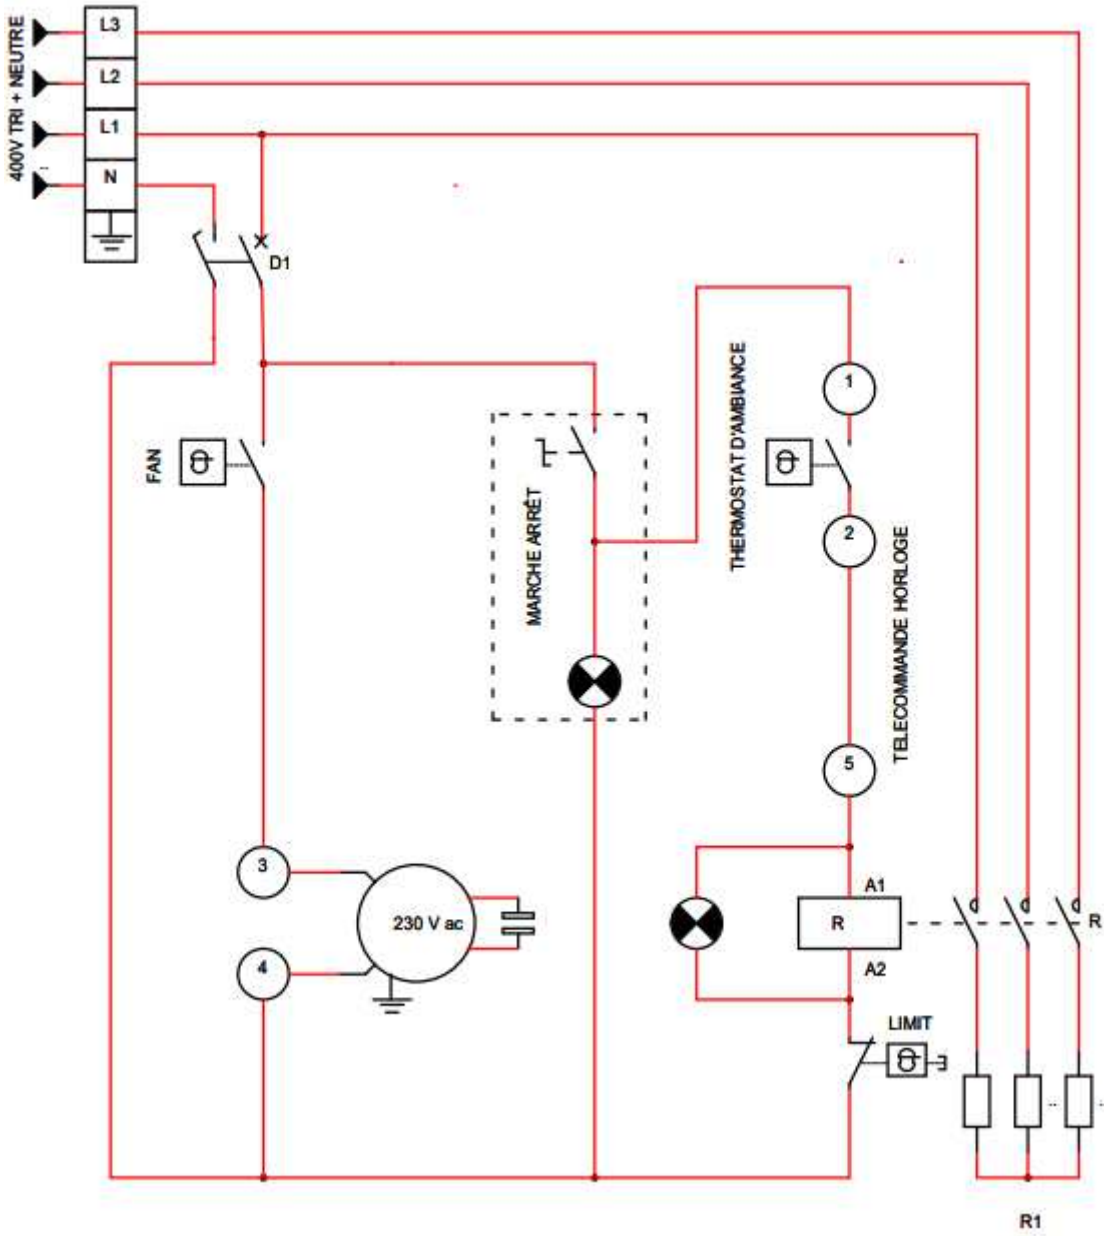 400V TRI + NEUTRE
L3
L2
L1
N
D1
FAN
MARCHE ARRÊT
THERMOSTAT D'AMBIANCE
1
2
TELECOMMANDE HORLOGE
5
3
230 V ac
4
A1
R
R
A2
LIMIT
R1